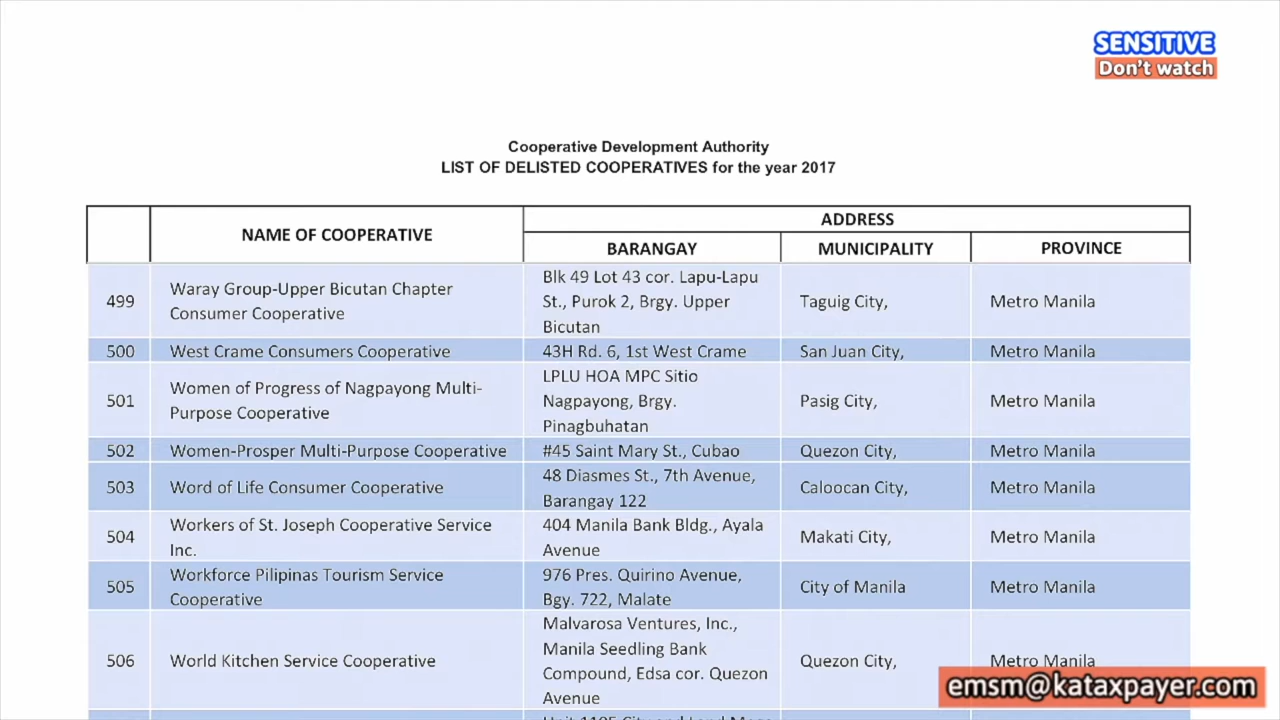 SENSITIVE
Don't watch
Cooperative Development Authority
LIST OF DELISTED COOPERATIVES for the year 2017
NAME OF COOPERATIVE
ADDRESS
BARANGAY
MUNICIPALITY
PROVINCE
499
Waray Group-Upper Bicutan Chapter
Consumer Cooperative
Blk 49 Lot 43 cor. Lapu-Lapu
St., Purok 2, Brgy. Upper
Bicutan
Taguig City,
Metro Manila
500
West Crame Consumers Cooperative
43H Rd. 6, 1st West Crame
San Juan City,
Metro Manila
501
Women of Progress of Nagpayong Multi-
Purpose Cooperative
LPLU HOA MPC Sitio
Nagpayong, Brgy.
Pinagbuhatan
Pasig City,
Metro Manila
502
Women-Prosper Multi-Purpose Cooperative
#45 Saint Mary St., Cubao
Quezon City,
Metro Manila
503
Word of Life Consumer Cooperative
48 Diasmes St., 7th Avenue,
Barangay 122
Caloocan City,
Metro Manila
504
Workers of St. Joseph Cooperative Service
Inc.
404 Manila Bank Bldg., Ayala
Avenue
Makati City,
Metro Manila
505
Workforce Pilipinas Tourism Service
Cooperative
976 Pres. Quirino Avenue,
Bgy. 722, Malate
City of Manila
Metro Manila
506
World Kitchen Service Cooperative
Malvarosa Ventures, Inc.,
Manila Seedling Bank
Compound, Edsa cor. Quezon
Avenue
Quezon City,
Metro Manila
emsm@kataxpayer.com